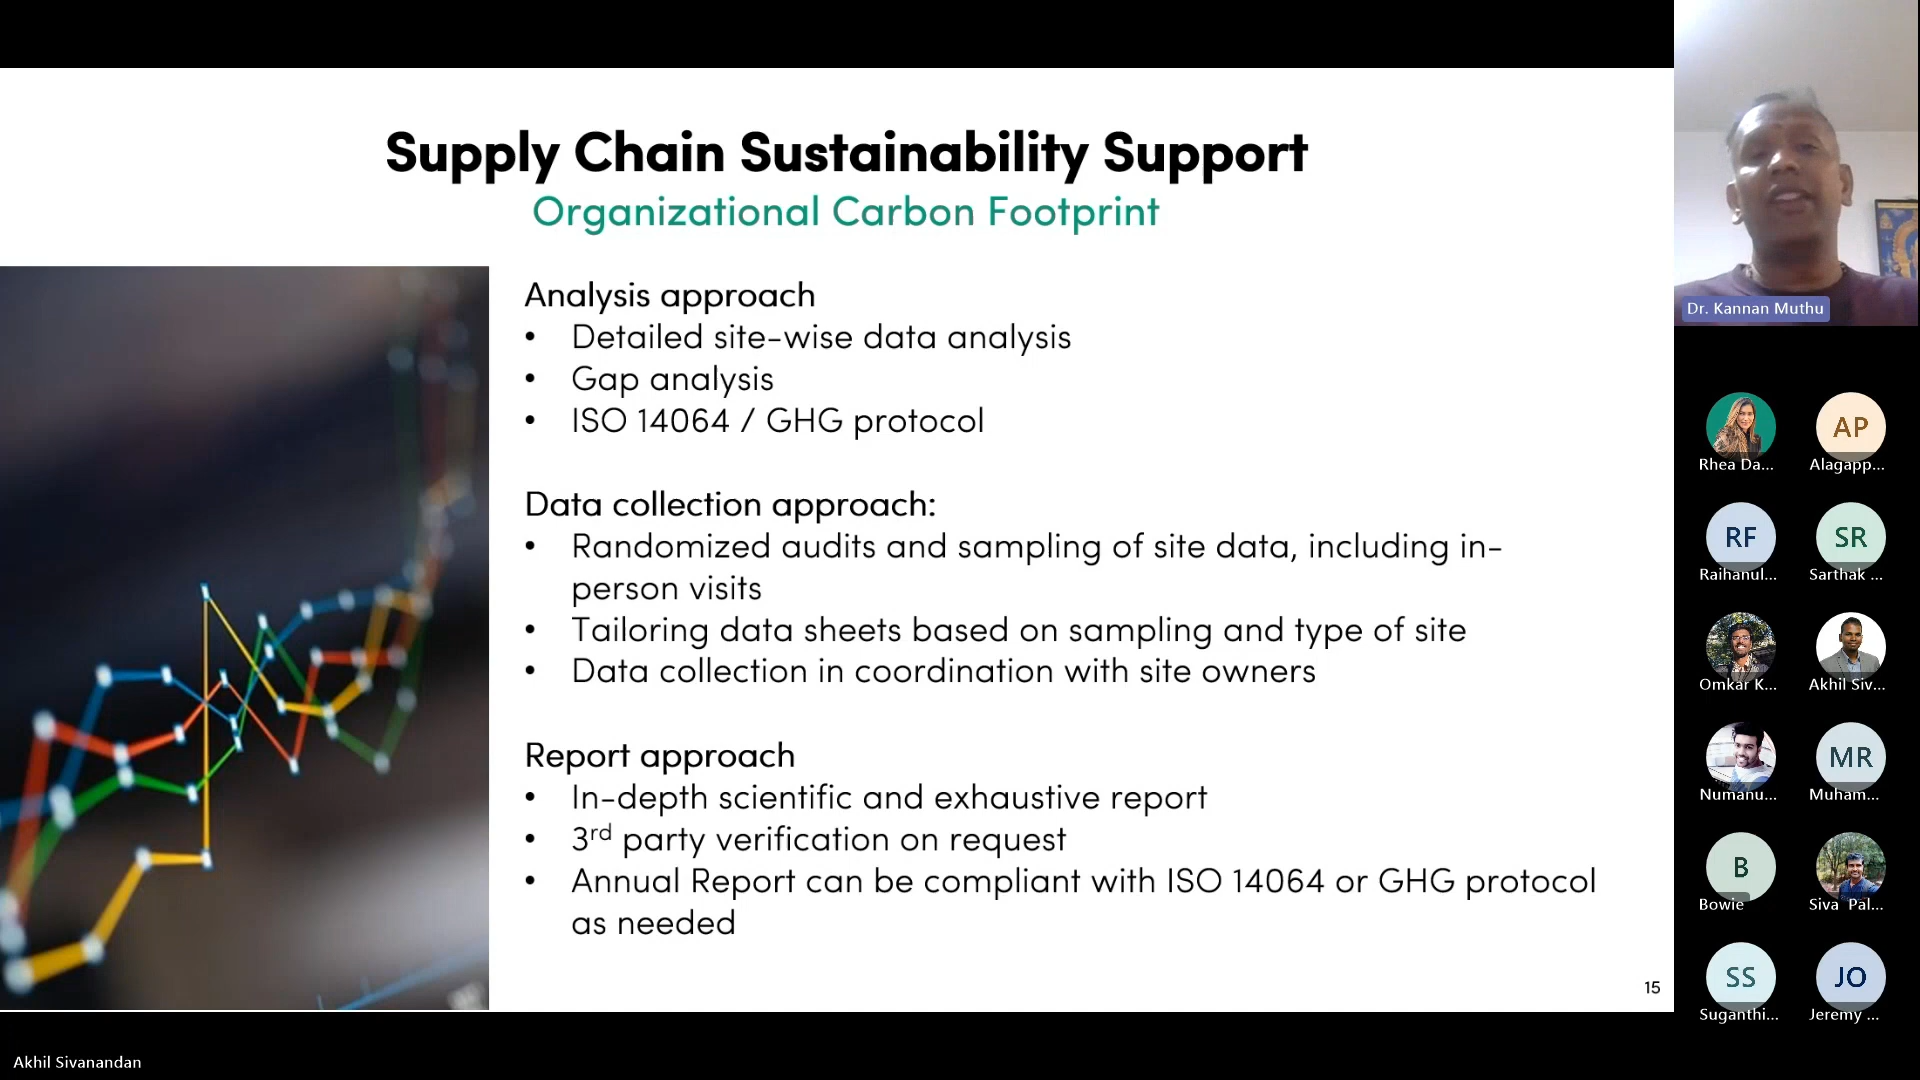 Supply Chain Sustainability Support
Organizational Carbon Footprint
Analysis approach
• Detailed site-wise data analysis
• Gap analysis
• ISO 14064 / GHG protocol
Data collection approach:
• Randomized audits and sampling of site data, including in-
person visits
• Tailoring data sheets based on sampling and type of site
• Data collection in coordination with site owners
Report approach
• In-depth scientific and exhaustive report
• 3rd party verification on request
• Annual Report can be compliant with ISO 14064 or GHG protocol
as needed
15
Akhil Sivanandan
Dr. Kannan Muthu
Rhea Da...
AP
Alagapp...
RF
Raihanul...
SR
Sarthak ...
Omkar K...
Akhil Siv...
Numanu...
MR
Muham...
B
Bowie
Siva Pal...
SS
Suganthi...
JO
Jeremy ...